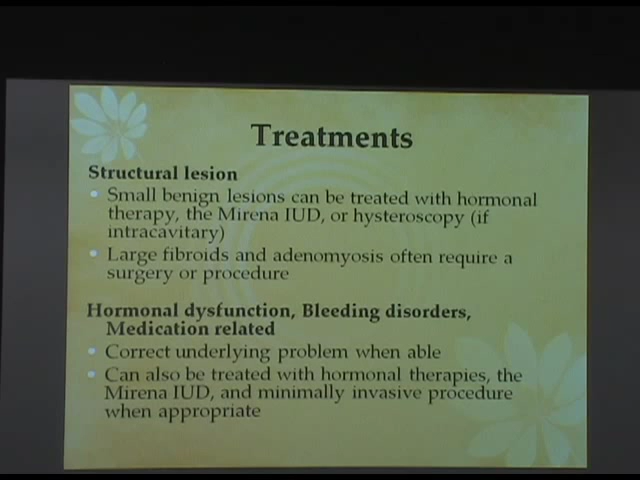 Treatments
Structural lesion
Small benign lesions can be treated with hormonal
therapy, the Mirena IUD, or hysteroscopy (if
intracavitary)
Large fibroids and adenomyosis often require a
surgery or procedure
Hormonal dysfunction, Bleeding disorders,
Medication related
Correct underlying problem when able
Can also be treated with hormonal therapies, the
Mirena IUD, and minimally invasive procedure
when appropriate